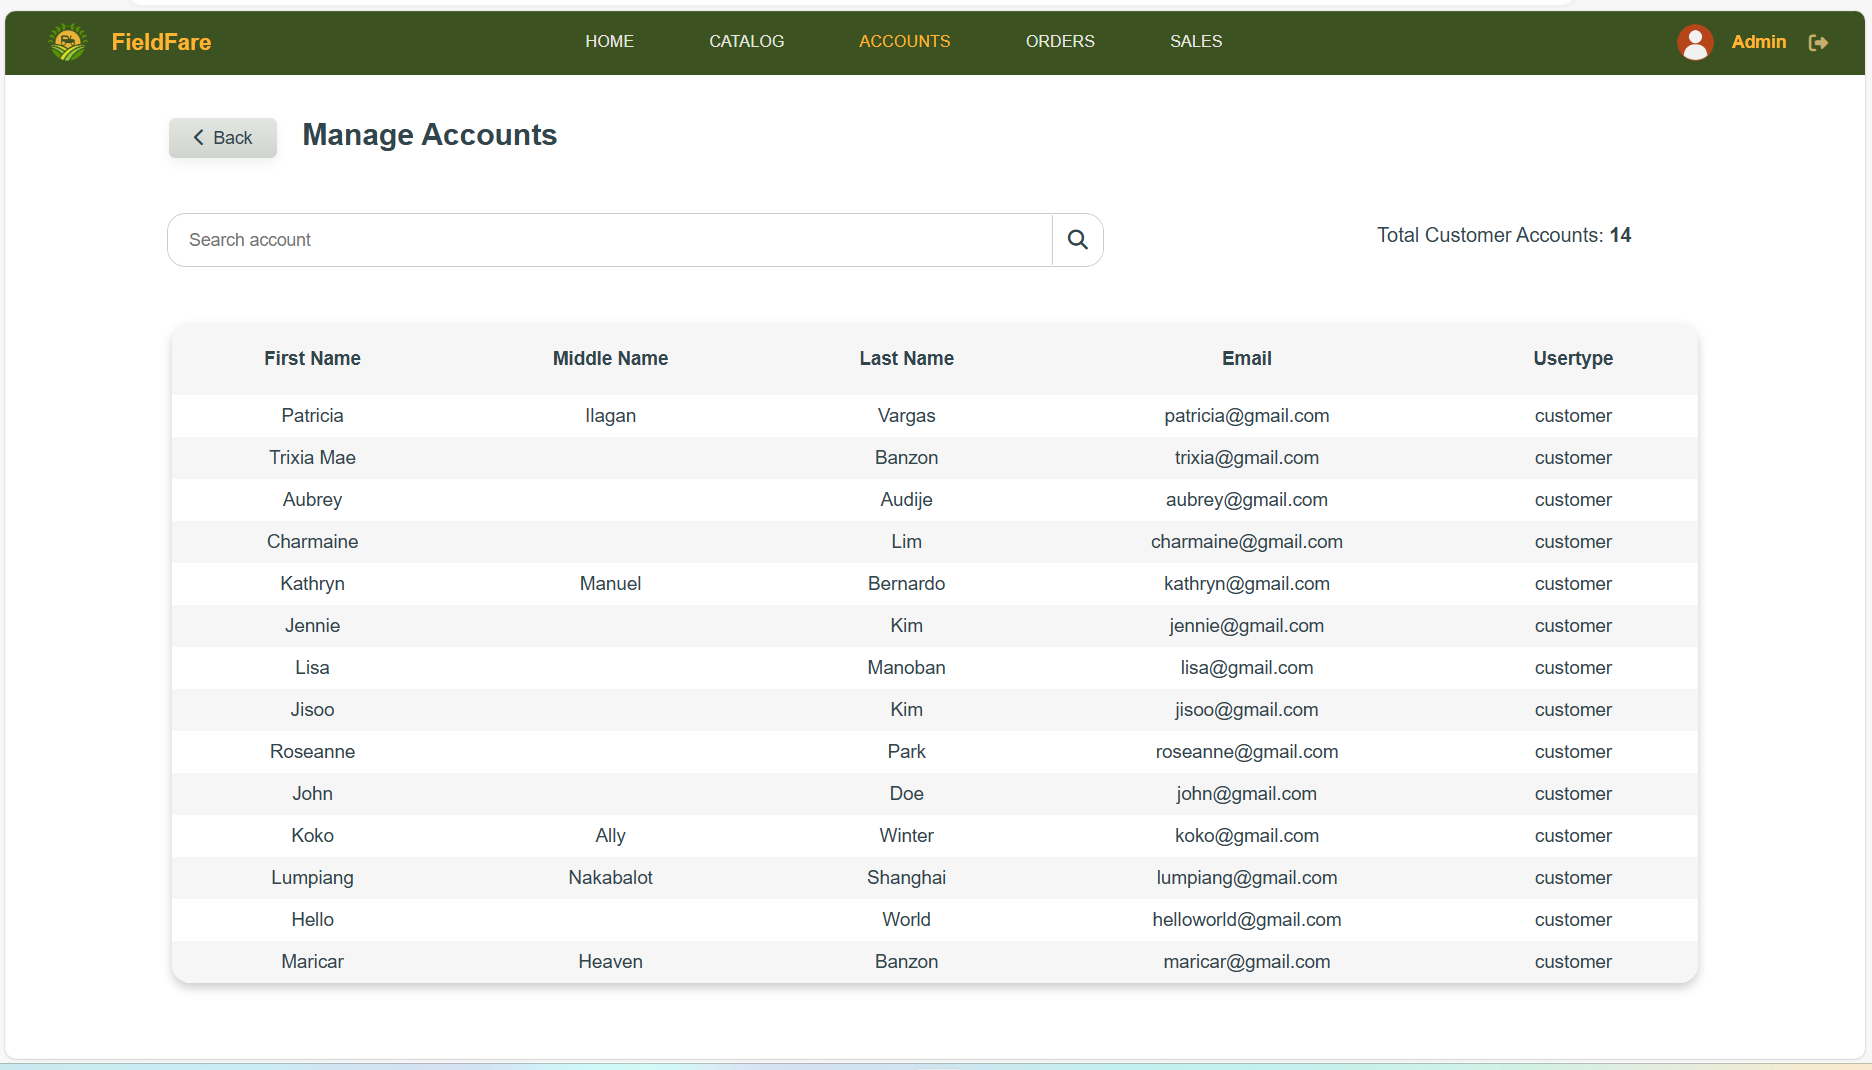 FieldFare HOME CATALOG ACCOUNTS ORDERS SALES Admin
Back Manage Accounts
Search account Total Customer Accounts: 14
First Name Middle Name Last Name Email Usertype
Patricia Ilagan Vargas patricia@gmail.com customer
Trixia Mae Banzon trixia@gmail.com customer
Aubrey Audije aubrey@gmail.com customer
Charmaine Lim charmaine@gmail.com customer
Kathryn Manuel Bernardo kathryn@gmail.com customer
Jennie Kim jennie@gmail.com customer
Lisa Manoban lisa@gmail.com customer
Jisoo Kim jisoo@gmail.com customer
Roseanne Park roseanne@gmail.com customer
John Doe john@gmail.com customer
Koko Ally Winter koko@gmail.com customer
Lumpiang Nakabalot Shanghai lumpiang@gmail.com customer
Hello World helloworld@gmail.com customer
Maricar Heaven Banzon maricar@gmail.com customer